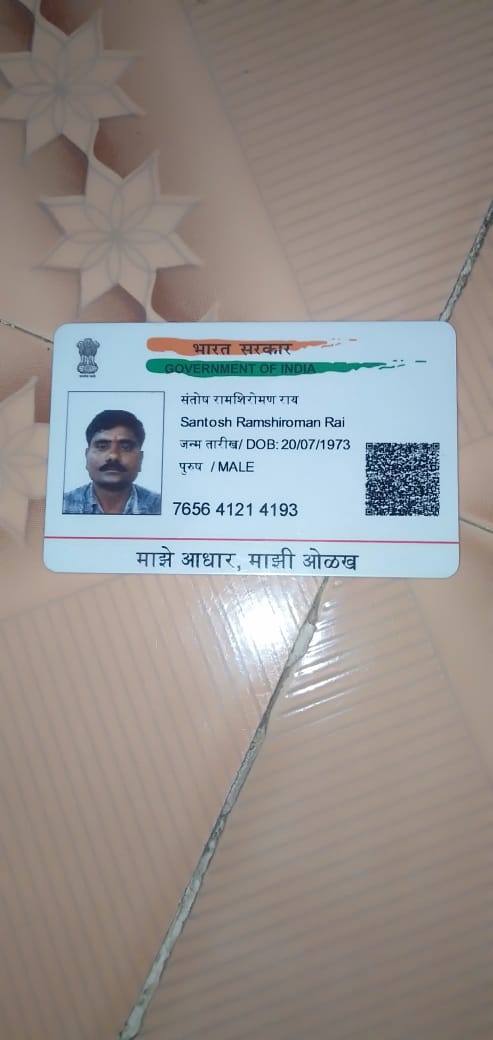 भारत सरकार
GOVERNMENT OF INDIA
संतोष रामशिरोमण राय
Santosh Ramshiroman Rai
जन्म तारीख/ DOB: 20/07/1973
पुरुष / MALE
7656 4121 4193
माझे आधार, माझी ओळख